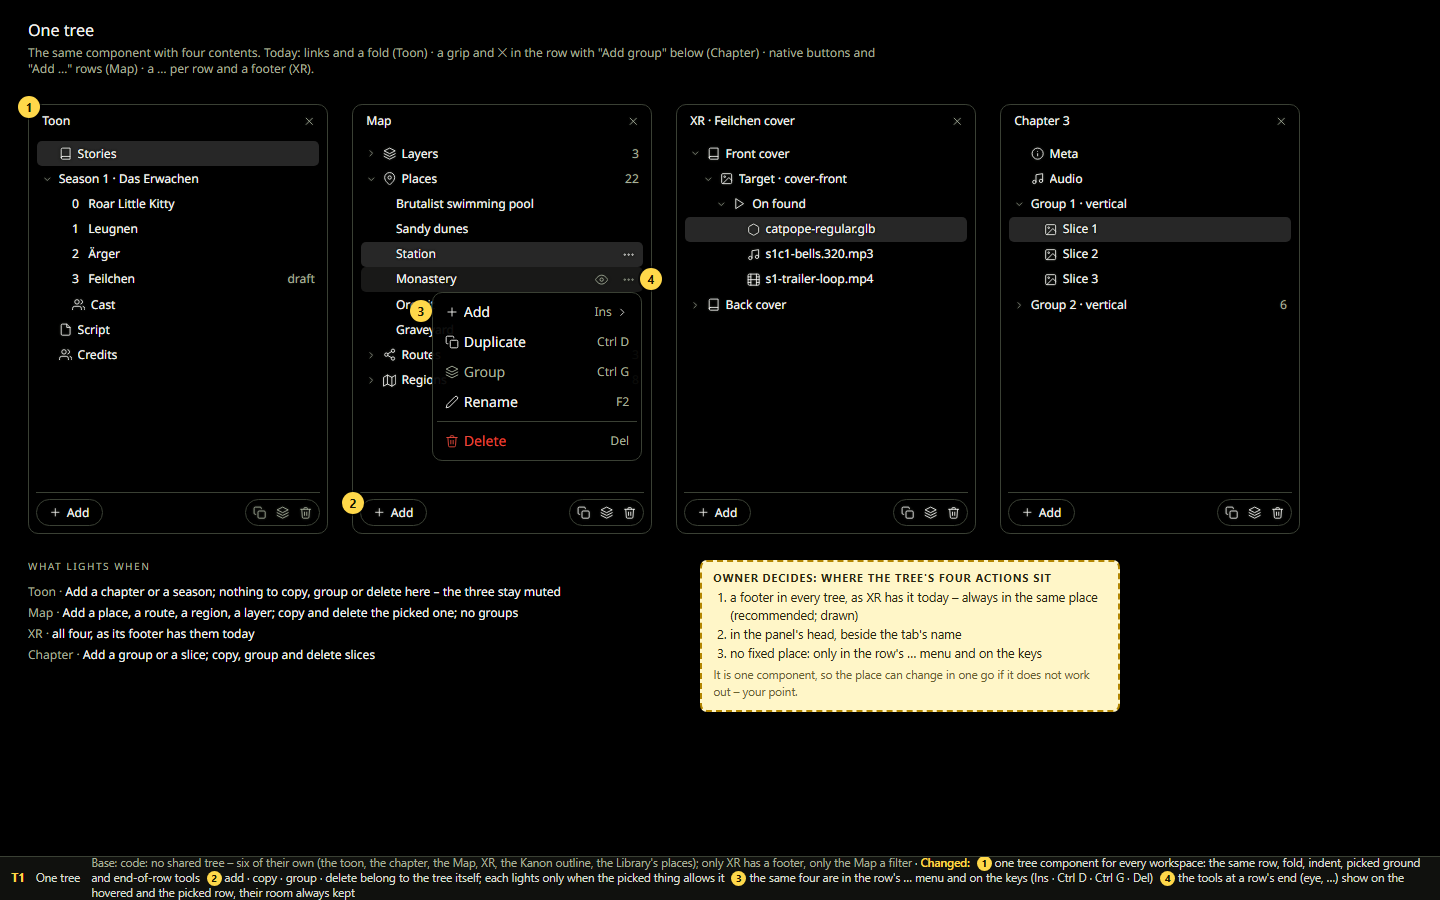 One tree
The same component with four contents. Today: links and a fold (Toon) · a grip and ✕ in the row with "Add group" below (Chapter) · native buttons and
"Add ..." rows (Map) · a ... per row and a footer (XR).
1
Toon
Stories
Season 1 · Das Erwachen
0 Roar Little Kitty
1 Leugnen
2 Ärger
3 Feilchen draft
Cast
Script
Credits
+ Add
Map
Layers 3
Places 22
Brutalist swimming pool
Sandy dunes
Station ...
Monastery ... 4
3
Add Ins >
Duplicate Ctrl D
Group Ctrl G
Rename F2
Delete Del
Graveyard
Routes
2
+ Add
XR · Feilchen cover
Front cover
Target · cover-front
On found
catpope-regular.glb
s1c1-bells.320.mp3
s1-trailer-loop.mp4
Back cover
+ Add
Chapter 3
Meta
Audio
Group 1 · vertical
Slice 1
Slice 2
Slice 3
Group 2 · vertical 6
+ Add
WHAT LIGHTS WHEN
Toon · Add a chapter or a season; nothing to copy, group or delete here – the three stay muted
Map · Add a place, a route, a region, a layer; copy and delete the picked one; no groups
XR · all four, as its footer has them today
Chapter · Add a group or a slice; copy, group and delete slices
OWNER DECIDES: WHERE THE TREE'S FOUR ACTIONS SIT
1. a footer in every tree, as XR has it today – always in the same place
(recommended; drawn)
2. in the panel's head, beside the tab's name
3. no fixed place: only in the row's ... menu and on the keys
It is one component, so the place can change in one go if it does not work
out – your point.
T1 One tree
Base: code: no shared tree – six of their own (the toon, the chapter, the Map, XR, the Kanon outline, the Library's places); only XR has a footer, only the Map a filter · Changed: 1 one tree component for every workspace: the same row, fold, indent, picked ground
and end-of-row tools 2 add · copy · group · delete belong to the tree itself; each lights only when the picked thing allows it 3 the same four are in the row's ... menu and on the keys (Ins · Ctrl D · Ctrl G · Del) 4 the tools at a row's end (eye, ...) show on the
hovered and the picked row, their room always kept